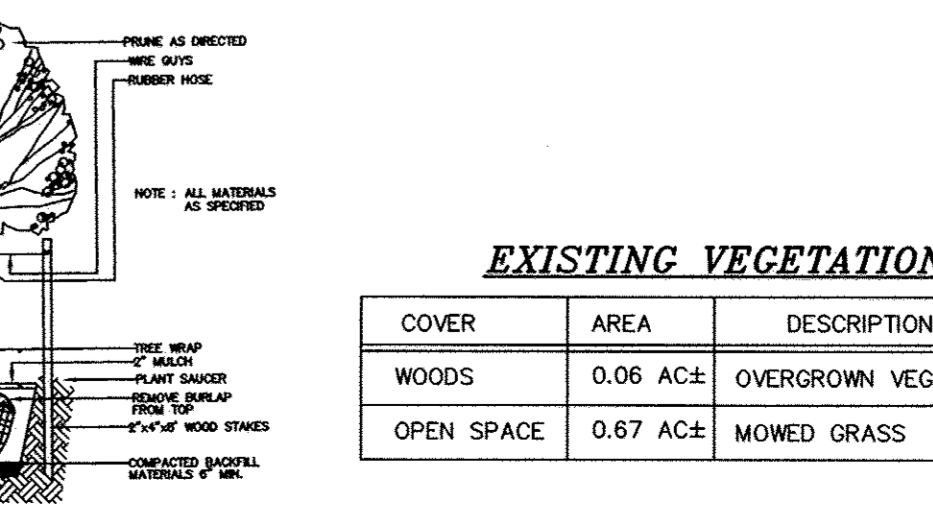 PRUNE AS DIRECTED
WIRE GUYS
RUBBER HOSE
NOTE : ALL MATERIALS
AS SPECIFIED
TREE WRAP
2" MULCH
PLANT SAUCER
REMOVE BURLAP
FROM TOP
2"x4"x8' WOOD STAKES
COMPACTED BACKFILL
MATERIALS 6" MIN.
EXISTING VEGETATION
COVER AREA DESCRIPTION
WOODS 0.06 AC± OVERGROWN VEG
OPEN SPACE 0.67 AC± MOWED GRASS